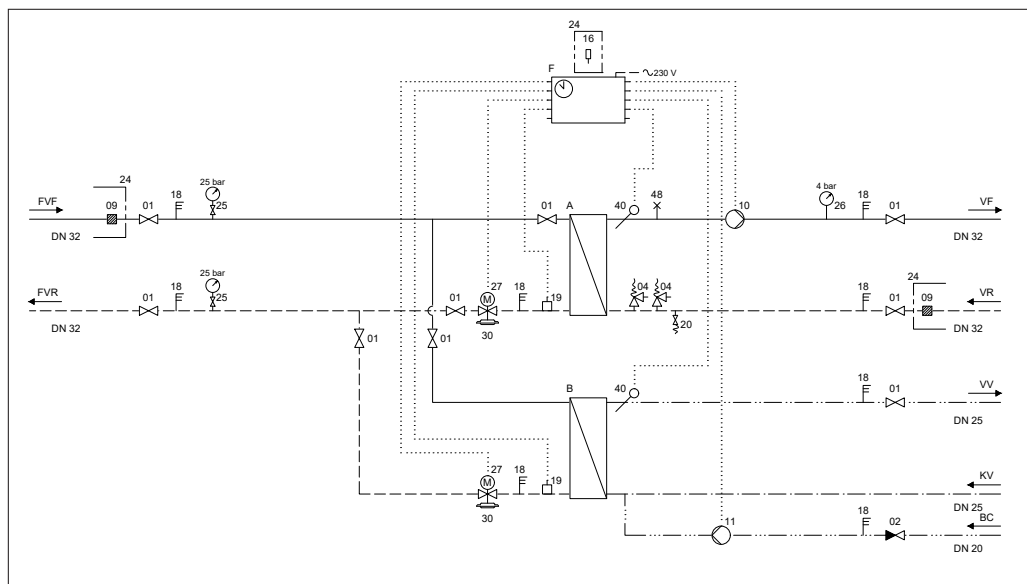 24
16
F
230 V
25 bar
4 bar
FVF
24
09
01
18
25
01
A
40
48
10
26
18
01
VF
DN 32
DN 32
25 bar
FVR
01
18
25
01
27
M
18
19
04
04
18
01
24
09
VR
DN 32
30
20
DN 32
01
01
B
40
18
01
VV
DN 25
27
M
18
19
KV
30
DN 25
11
18
02
BC
DN 20